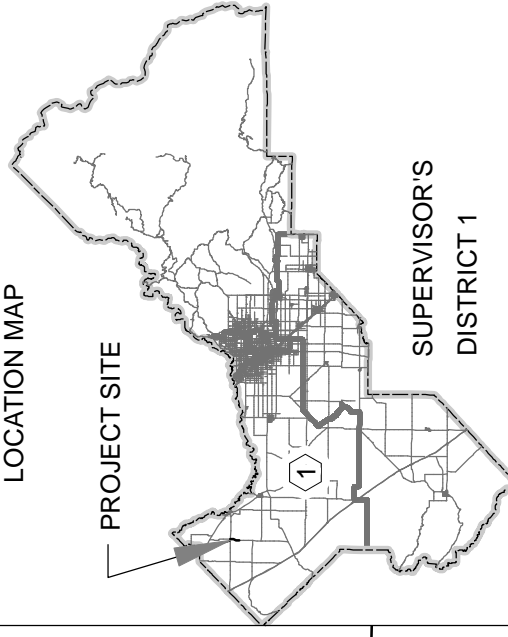 LOCATION MAP
PROJECT SITE
1
SUPERVISOR'S
DISTRICT 1